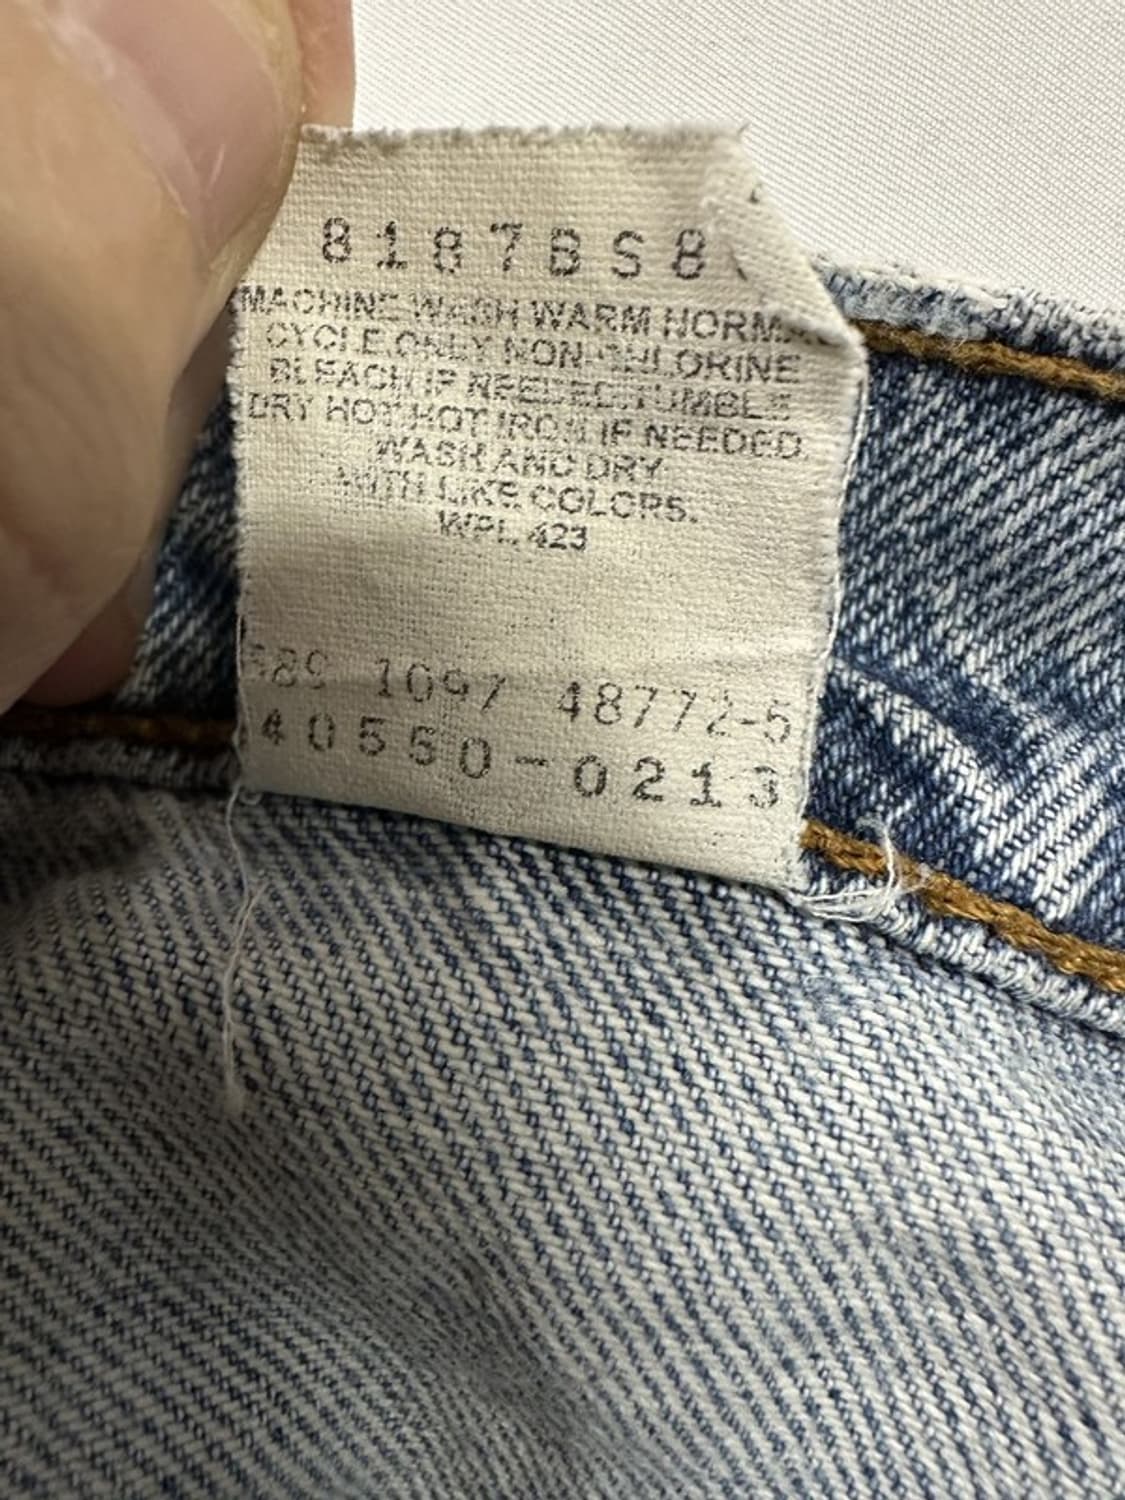 8187BS8
MACHINE WASH WARM NORMA
CYCLE ONLY NON-CHLORINE
BLEACH IF NEEDED.TUMBLE
DRY HOT.HOT IRON IF NEEDED.
WASH AND DRY
WITH LIKE COLORS.
WPL 423
1097 48772-5
40550-0213